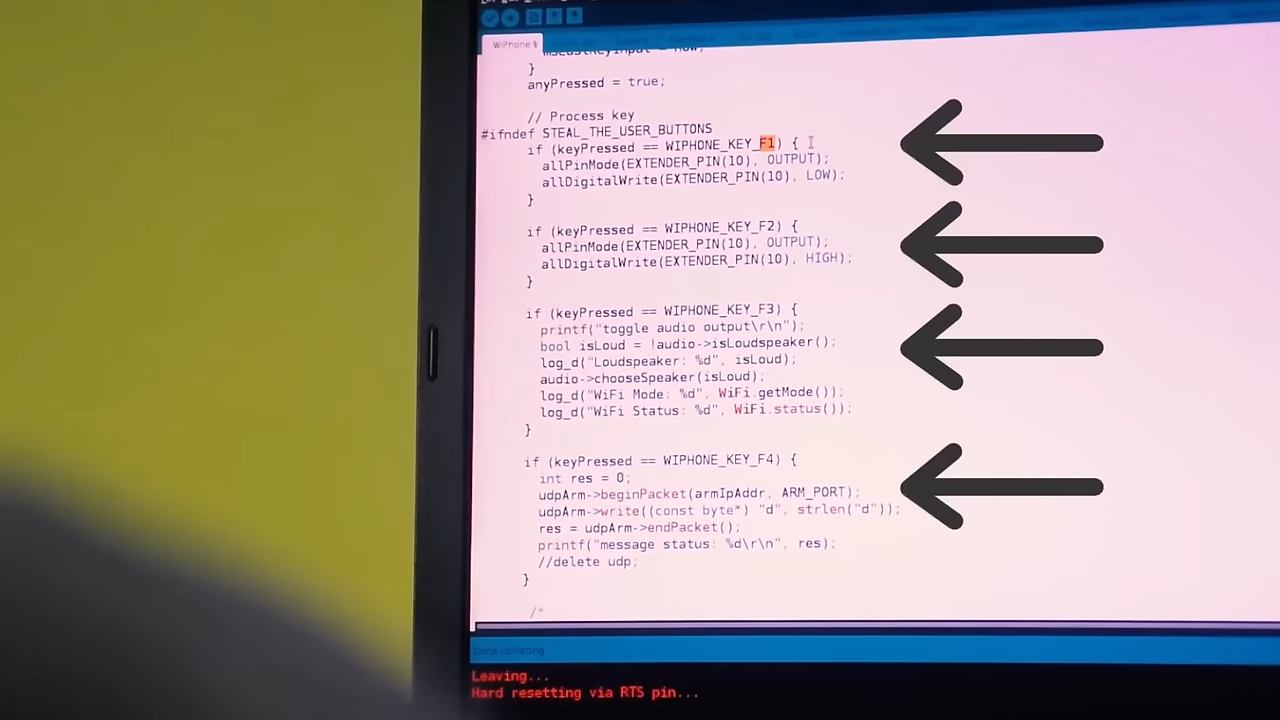 WiPhone §
anyPressed = true;
// Process key
#ifndef STEAL_THE_USER_BUTTONS
if (keyPressed == WIPHONE_KEY_F1) {
allPinMode(EXTENDER_PIN(10), OUTPUT);
allDigitalWrite(EXTENDER_PIN(10), LOW);
}
if (keyPressed == WIPHONE_KEY_F2) {
allPinMode(EXTENDER_PIN(10), OUTPUT);
allDigitalWrite(EXTENDER_PIN(10), HIGH);
}
if (keyPressed == WIPHONE_KEY_F3) {
printf("toggle audio output\r\n");
bool isLoud = !audio->isLoudspeaker();
log_d("Loudspeaker: %d", isLoud);
audio->chooseSpeaker(isLoud);
log_d("WiFi Mode: %d", WiFi.getMode());
log_d("WiFi Status: %d", WiFi.status());
}
if (keyPressed == WIPHONE_KEY_F4) {
int res = 0;
udpArm->beginPacket(armIpAddr, ARM_PORT);
udpArm->write((const byte*) "d", strlen("d"));
res = udpArm->endPacket();
printf("message status: %d\r\n", res);
//delete udp;
}
/*
Done uploading
Leaving...
Hard resetting via RTS pin...